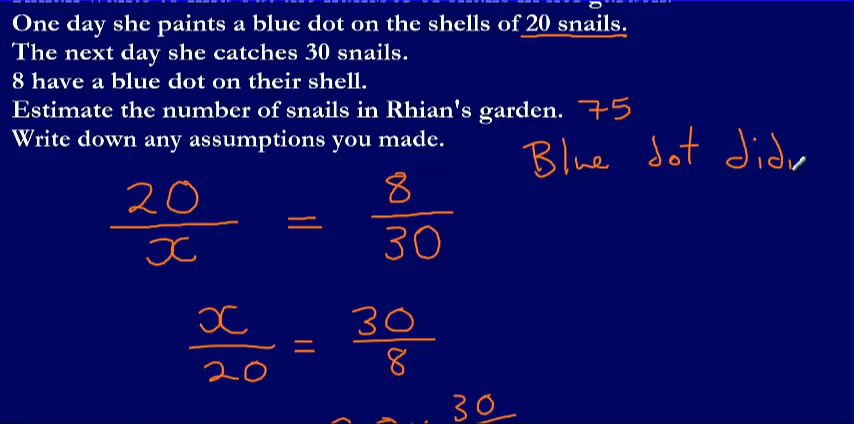 One day she paints a blue dot on the shells of 20 snails.
The next day she catches 30 snails.
8 have a blue dot on their shell.
Estimate the number of snails in Rhian's garden. 75
Write down any assumptions you made.
Blue dot did
20/x = 8/30
x/20 = 30/8
30